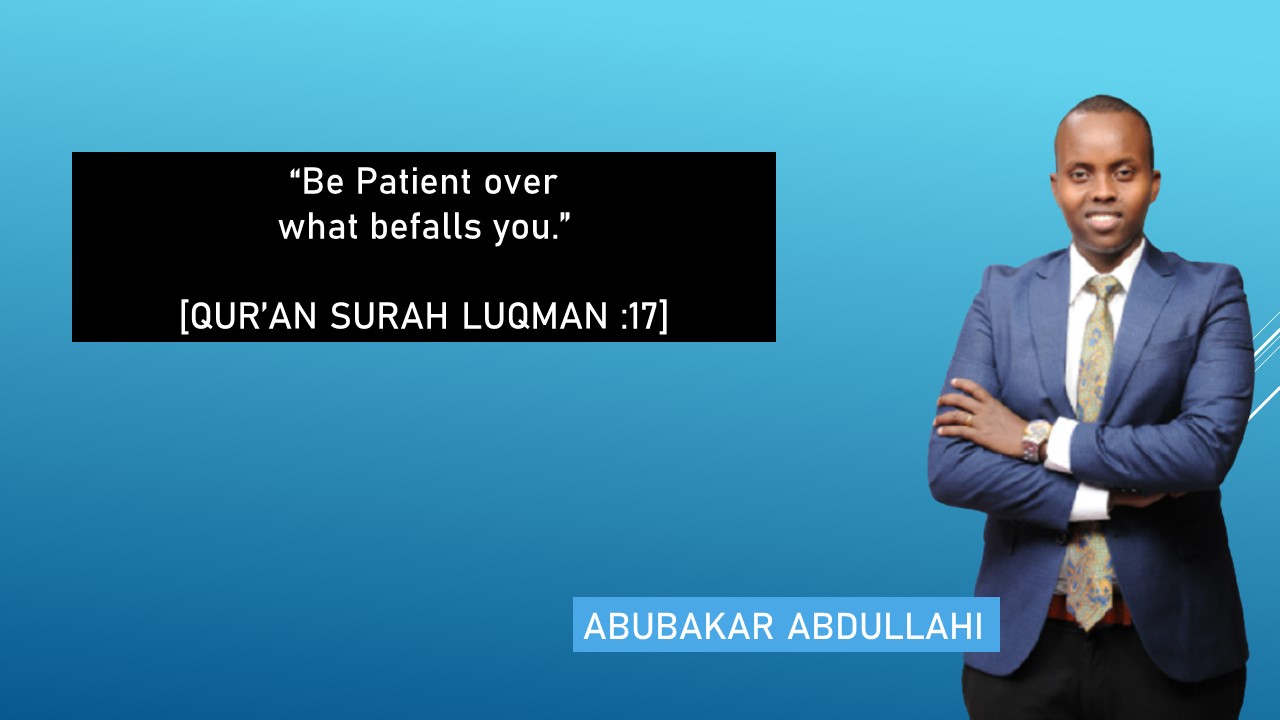 “Be Patient over
what befalls you.”
[QUR’AN SURAH LUQMAN :17]
ABUBAKAR ABDULLAHI